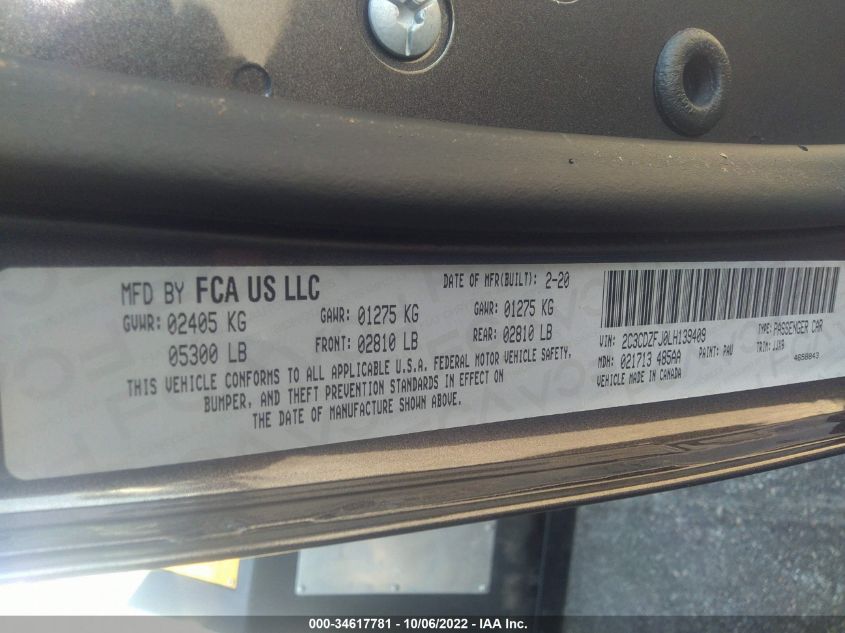 MFD BY FCA US LLC
DATE OF MFR(BUILT): 2-20
GVWR: 02405 KG
GAWR: 01275 KG
GAWR: 01275 KG
05300 LB
FRONT: 02810 LB
REAR: 02810 LB
THIS VEHICLE CONFORMS TO ALL APPLICABLE U.S.A. FEDERAL MOTOR VEHICLE SAFETY,
BUMPER, AND THEFT PREVENTION STANDARDS IN EFFECT ON
THE DATE OF MANUFACTURE SHOWN ABOVE.
VIN: 2C3CDZFJ0LH139409
TYPE: PASSENGER CAR
MDH: 021713 485AA
PAINT: PAU
TRIM: JJX9
VEHICLE MADE IN CANADA
4658843
000-34617781 - 10/06/2022 - IAA Inc.